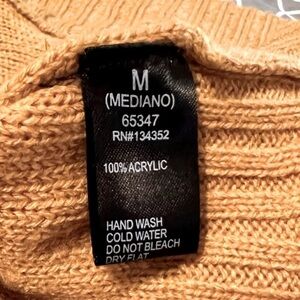 M
(MEDIANO)
65347
RN#134352
100% ACRYLIC
HAND WASH
COLD WATER
DO NOT BLEACH
DRY FLAT